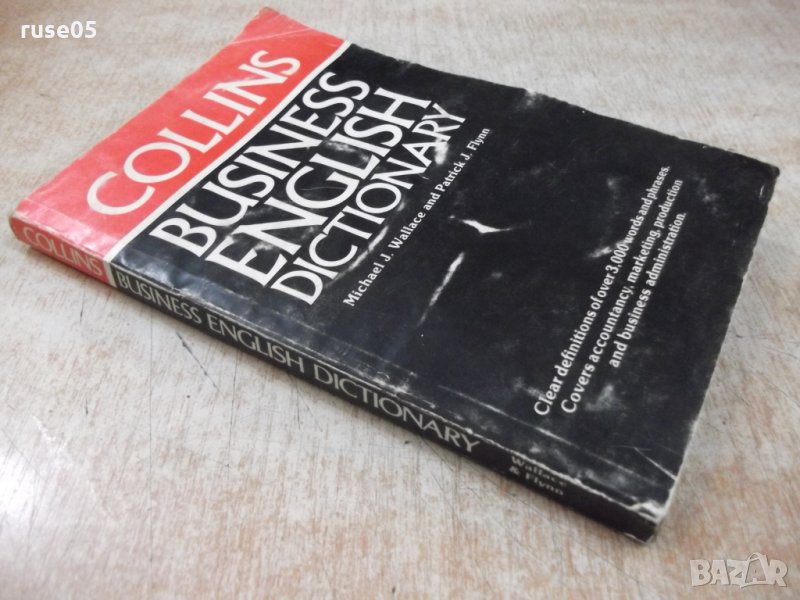 ruse05
COLLINS
BUSINESS
ENGLISH
DICTIONARY
Michael J. Wallace and Patrick J. Flynn
Clear definitions of over 3,000 words and phrases.
Covers accountancy, marketing, production
and business administration.
COLLINS BUSINESS ENGLISH DICTIONARY Wallace
& Flynn
BAZAR